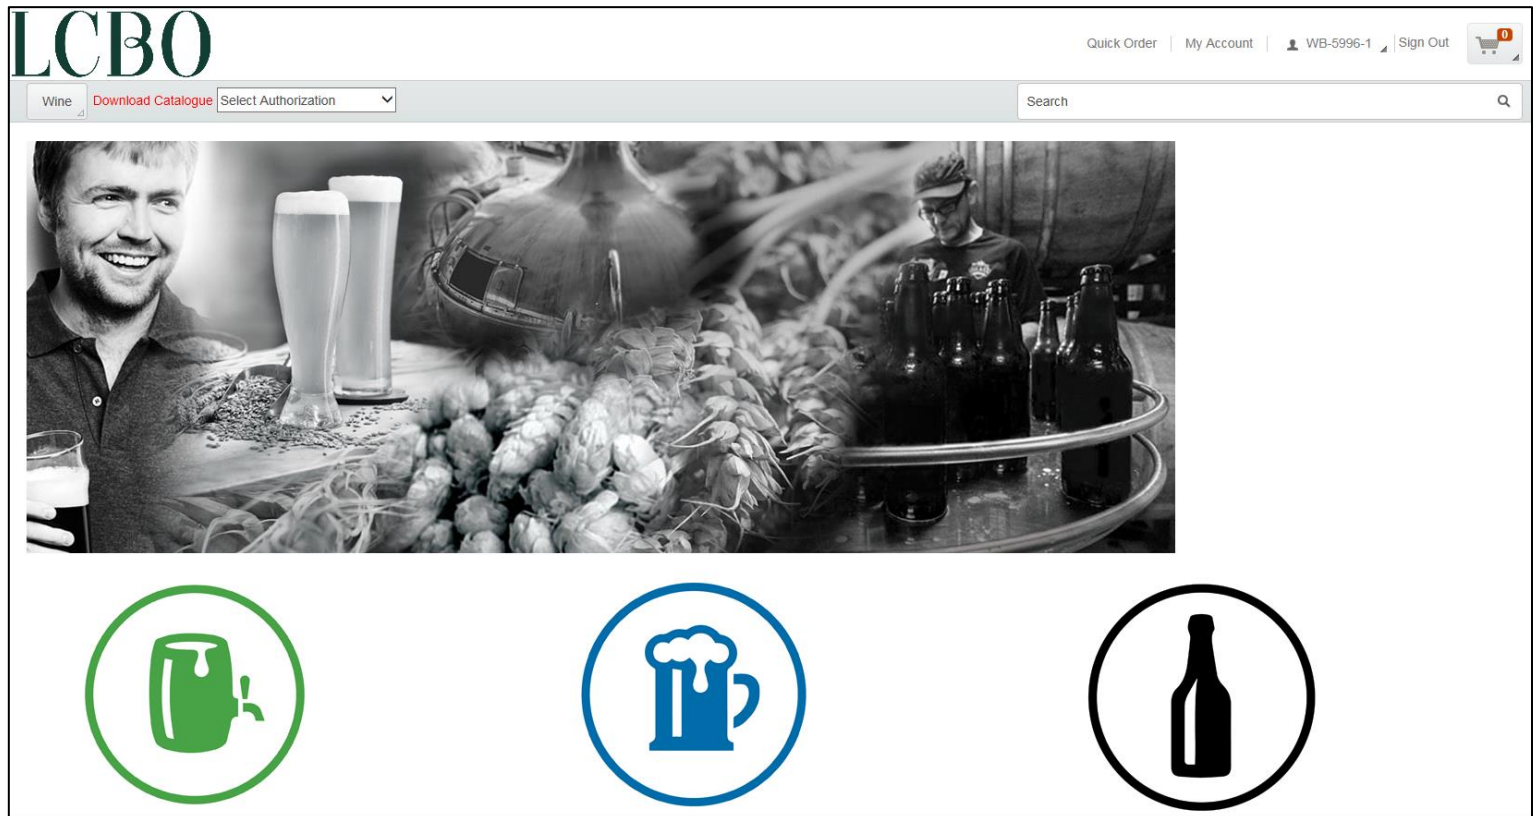 LCBO
Quick Order My Account WB-5996-1 Sign Out 0
Wine Download Catalogue Select Authorization Search